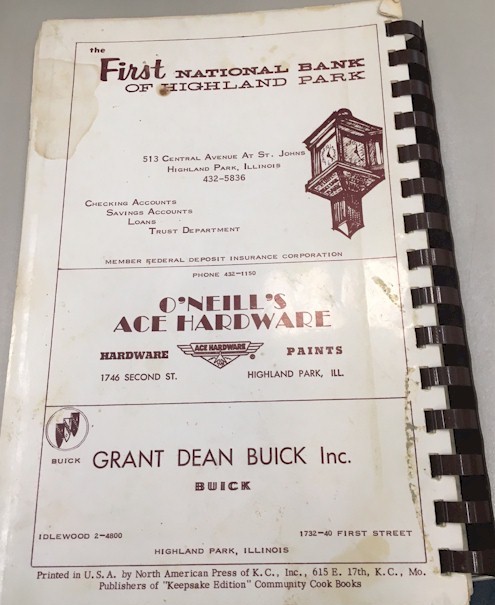 the
First NATIONAL BANK
OF HIGHLAND PARK
513 CENTRAL AVENUE AT ST. JOHNS
HIGHLAND PARK, ILLINOIS
432-5836
CHECKING ACCOUNTS
SAVINGS ACCOUNTS
LOANS
TRUST DEPARTMENT
MEMBER FEDERAL DEPOSIT INSURANCE CORPORATION
PHONE 432-1150
O'NEILL'S
ACE HARDWARE
HARDWARE ACE HARDWARE ® PAINTS
1746 SECOND ST. HIGHLAND PARK, ILL.
BUICK GRANT DEAN BUICK Inc.
BUICK
IDLEWOOD 2-4800 1732-40 FIRST STREET
HIGHLAND PARK, ILLINOIS
Printed in U.S.A. by North American Press of K.C., Inc., 615 E. 17th, K.C., Mo.
Publishers of "Keepsake Edition" Community Cook Books